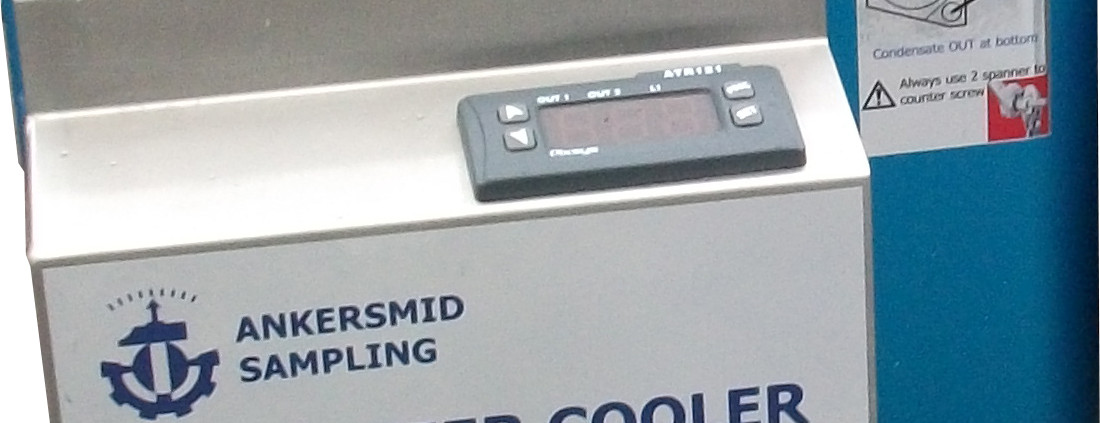 Condensate OUT at bottom
Always use 2 spanner to
counter screw
ATR121
OUT 1 OUT 2 L1
ANKERSMID
SAMPLING
COOLER